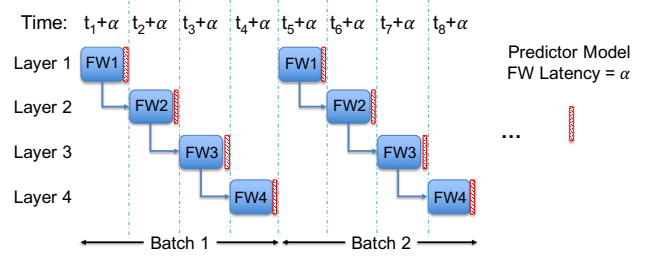 Time: t1+α t2+α t3+α t4+α t5+α t6+α t7+α t8+α
Layer 1 FW1 FW1
Layer 2 FW2 FW2
Layer 3 FW3 FW3
Layer 4 FW4 FW4
Batch 1 Batch 2
Predictor Model
FW Latency = α
...